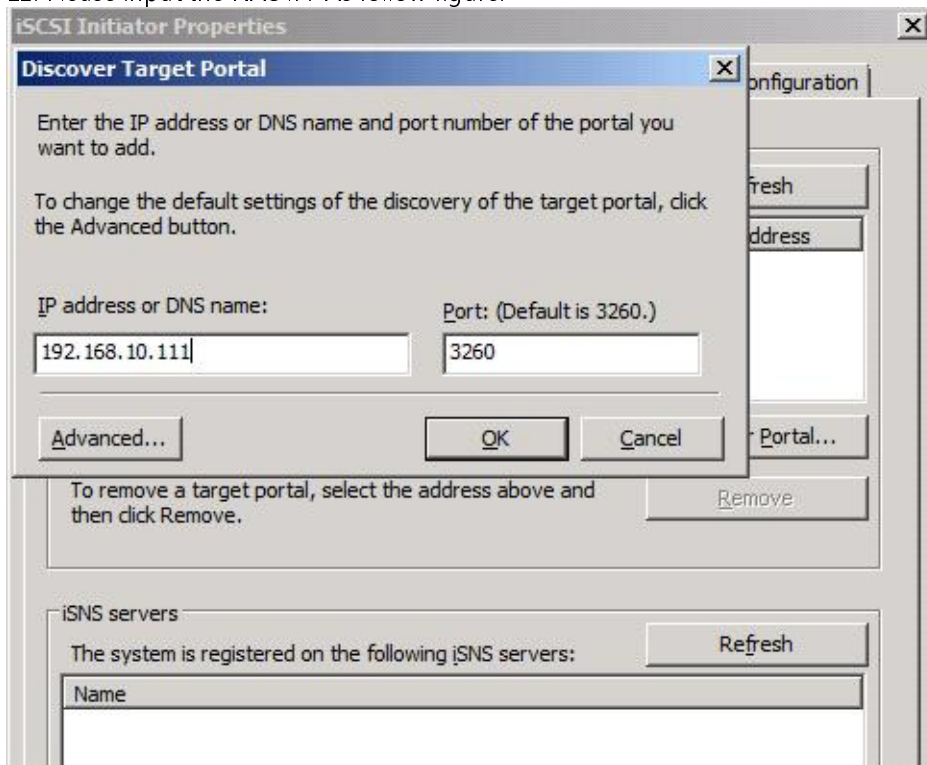 iSCSI Initiator Properties
Discover Target Portal
onfiguration
Enter the IP address or DNS name and port number of the portal you
want to add.
fresh
To change the default settings of the discovery of the target portal, click
the Advanced button.
ddress
IP address or DNS name:
Port: (Default is 3260.)
192.168.10.111
3260
Advanced...
OK
Cancel
r Portal...
To remove a target portal, select the address above and
then click Remove.
Remove
iSNS servers
The system is registered on the following iSNS servers:
Refresh
Name